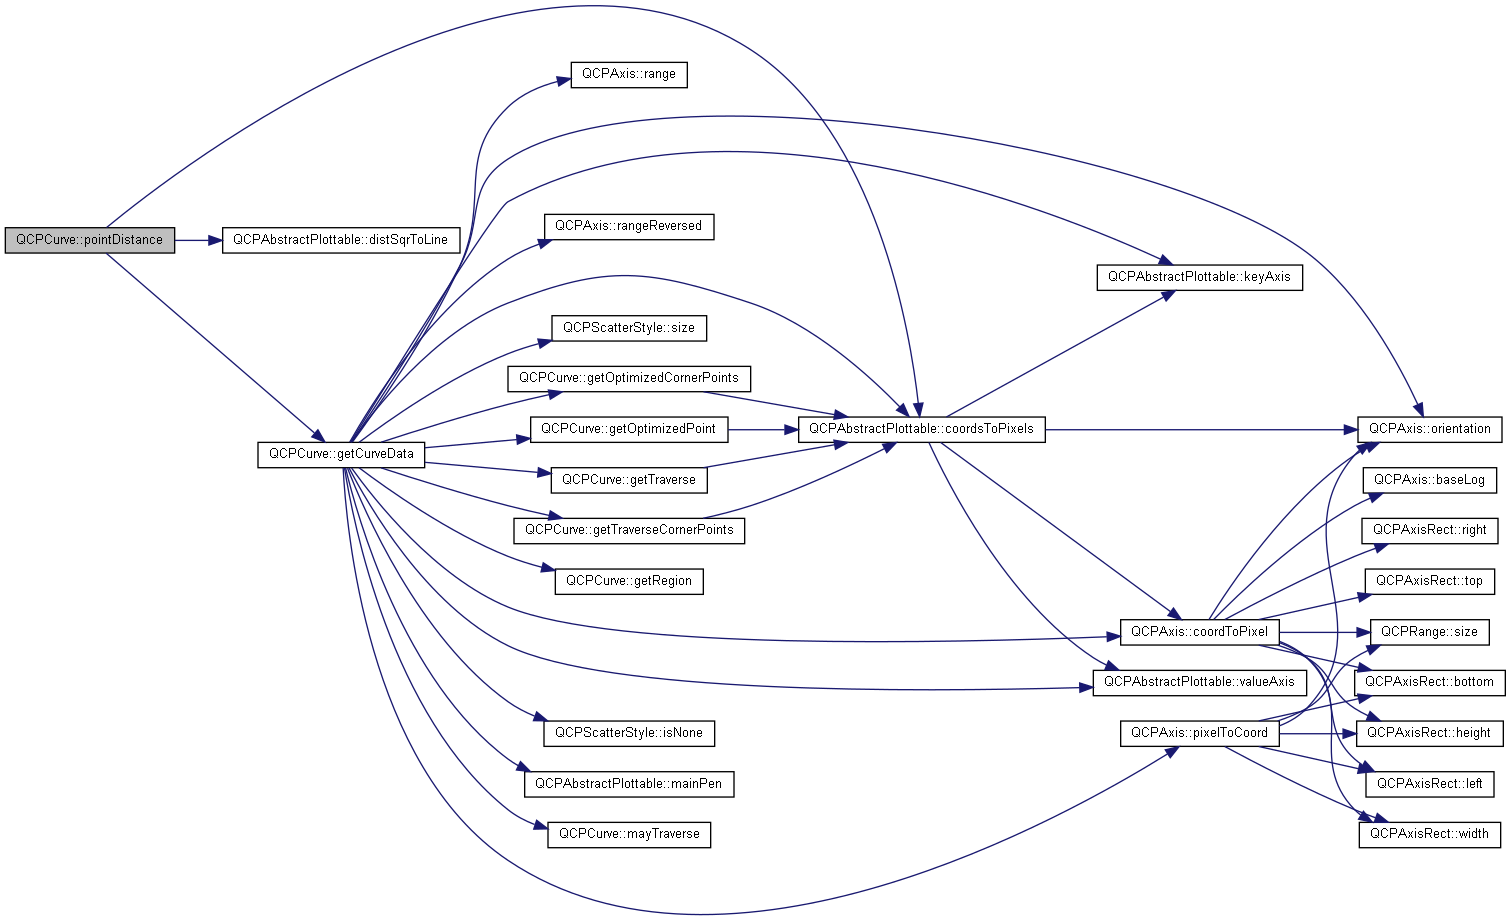 QCPAxis::range
QCPAxis::rangeReversed
QCPCurve::pointDistance
QCPAbstractPlottable::distSqrToLine
QCPAbstractPlottable::keyAxis
QCPScatterStyle::size
QCPCurve::getOptimizedCornerPoints
QCPCurve::getOptimizedPoint
QCPAbstractPlottable::coordsToPixels
QCPAxis::orientation
QCPCurve::getCurveData
QCPCurve::getTraverse
QCPAxis::baseLog
QCPCurve::getTraverseCornerPoints
QCPAxisRect::right
QCPCurve::getRegion
QCPAxisRect::top
QCPAxis::coordToPixel
QCPRange::size
QCPAbstractPlottable::valueAxis
QCPAxisRect::bottom
QCPScatterStyle::isNone
QCPAxis::pixelToCoord
QCPAxisRect::height
QCPAbstractPlottable::mainPen
QCPAxisRect::left
QCPCurve::mayTraverse
QCPAxisRect::width